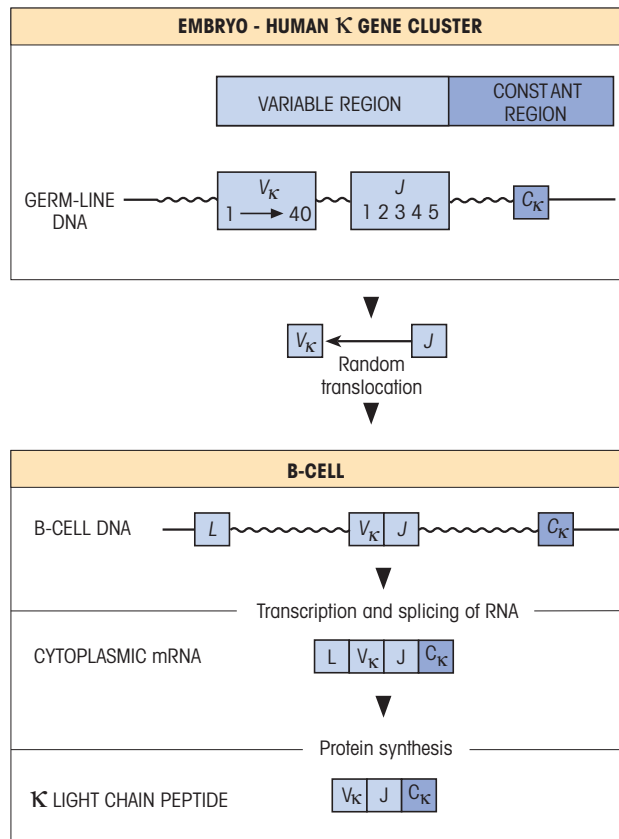 EMBRYO - HUMAN κ GENE CLUSTER
VARIABLE REGION
CONSTANT
REGION
GERM-LINE
DNA
Vκ
1 → 40
J
1 2 3 4 5
Cκ
Vκ
J
Random
translocation
B-CELL
B-CELL DNA
L
Vκ J
Cκ
Transcription and splicing of RNA
CYTOPLASMIC mRNA
L Vκ J Cκ
Protein synthesis
κ LIGHT CHAIN PEPTIDE
Vκ J Cκ